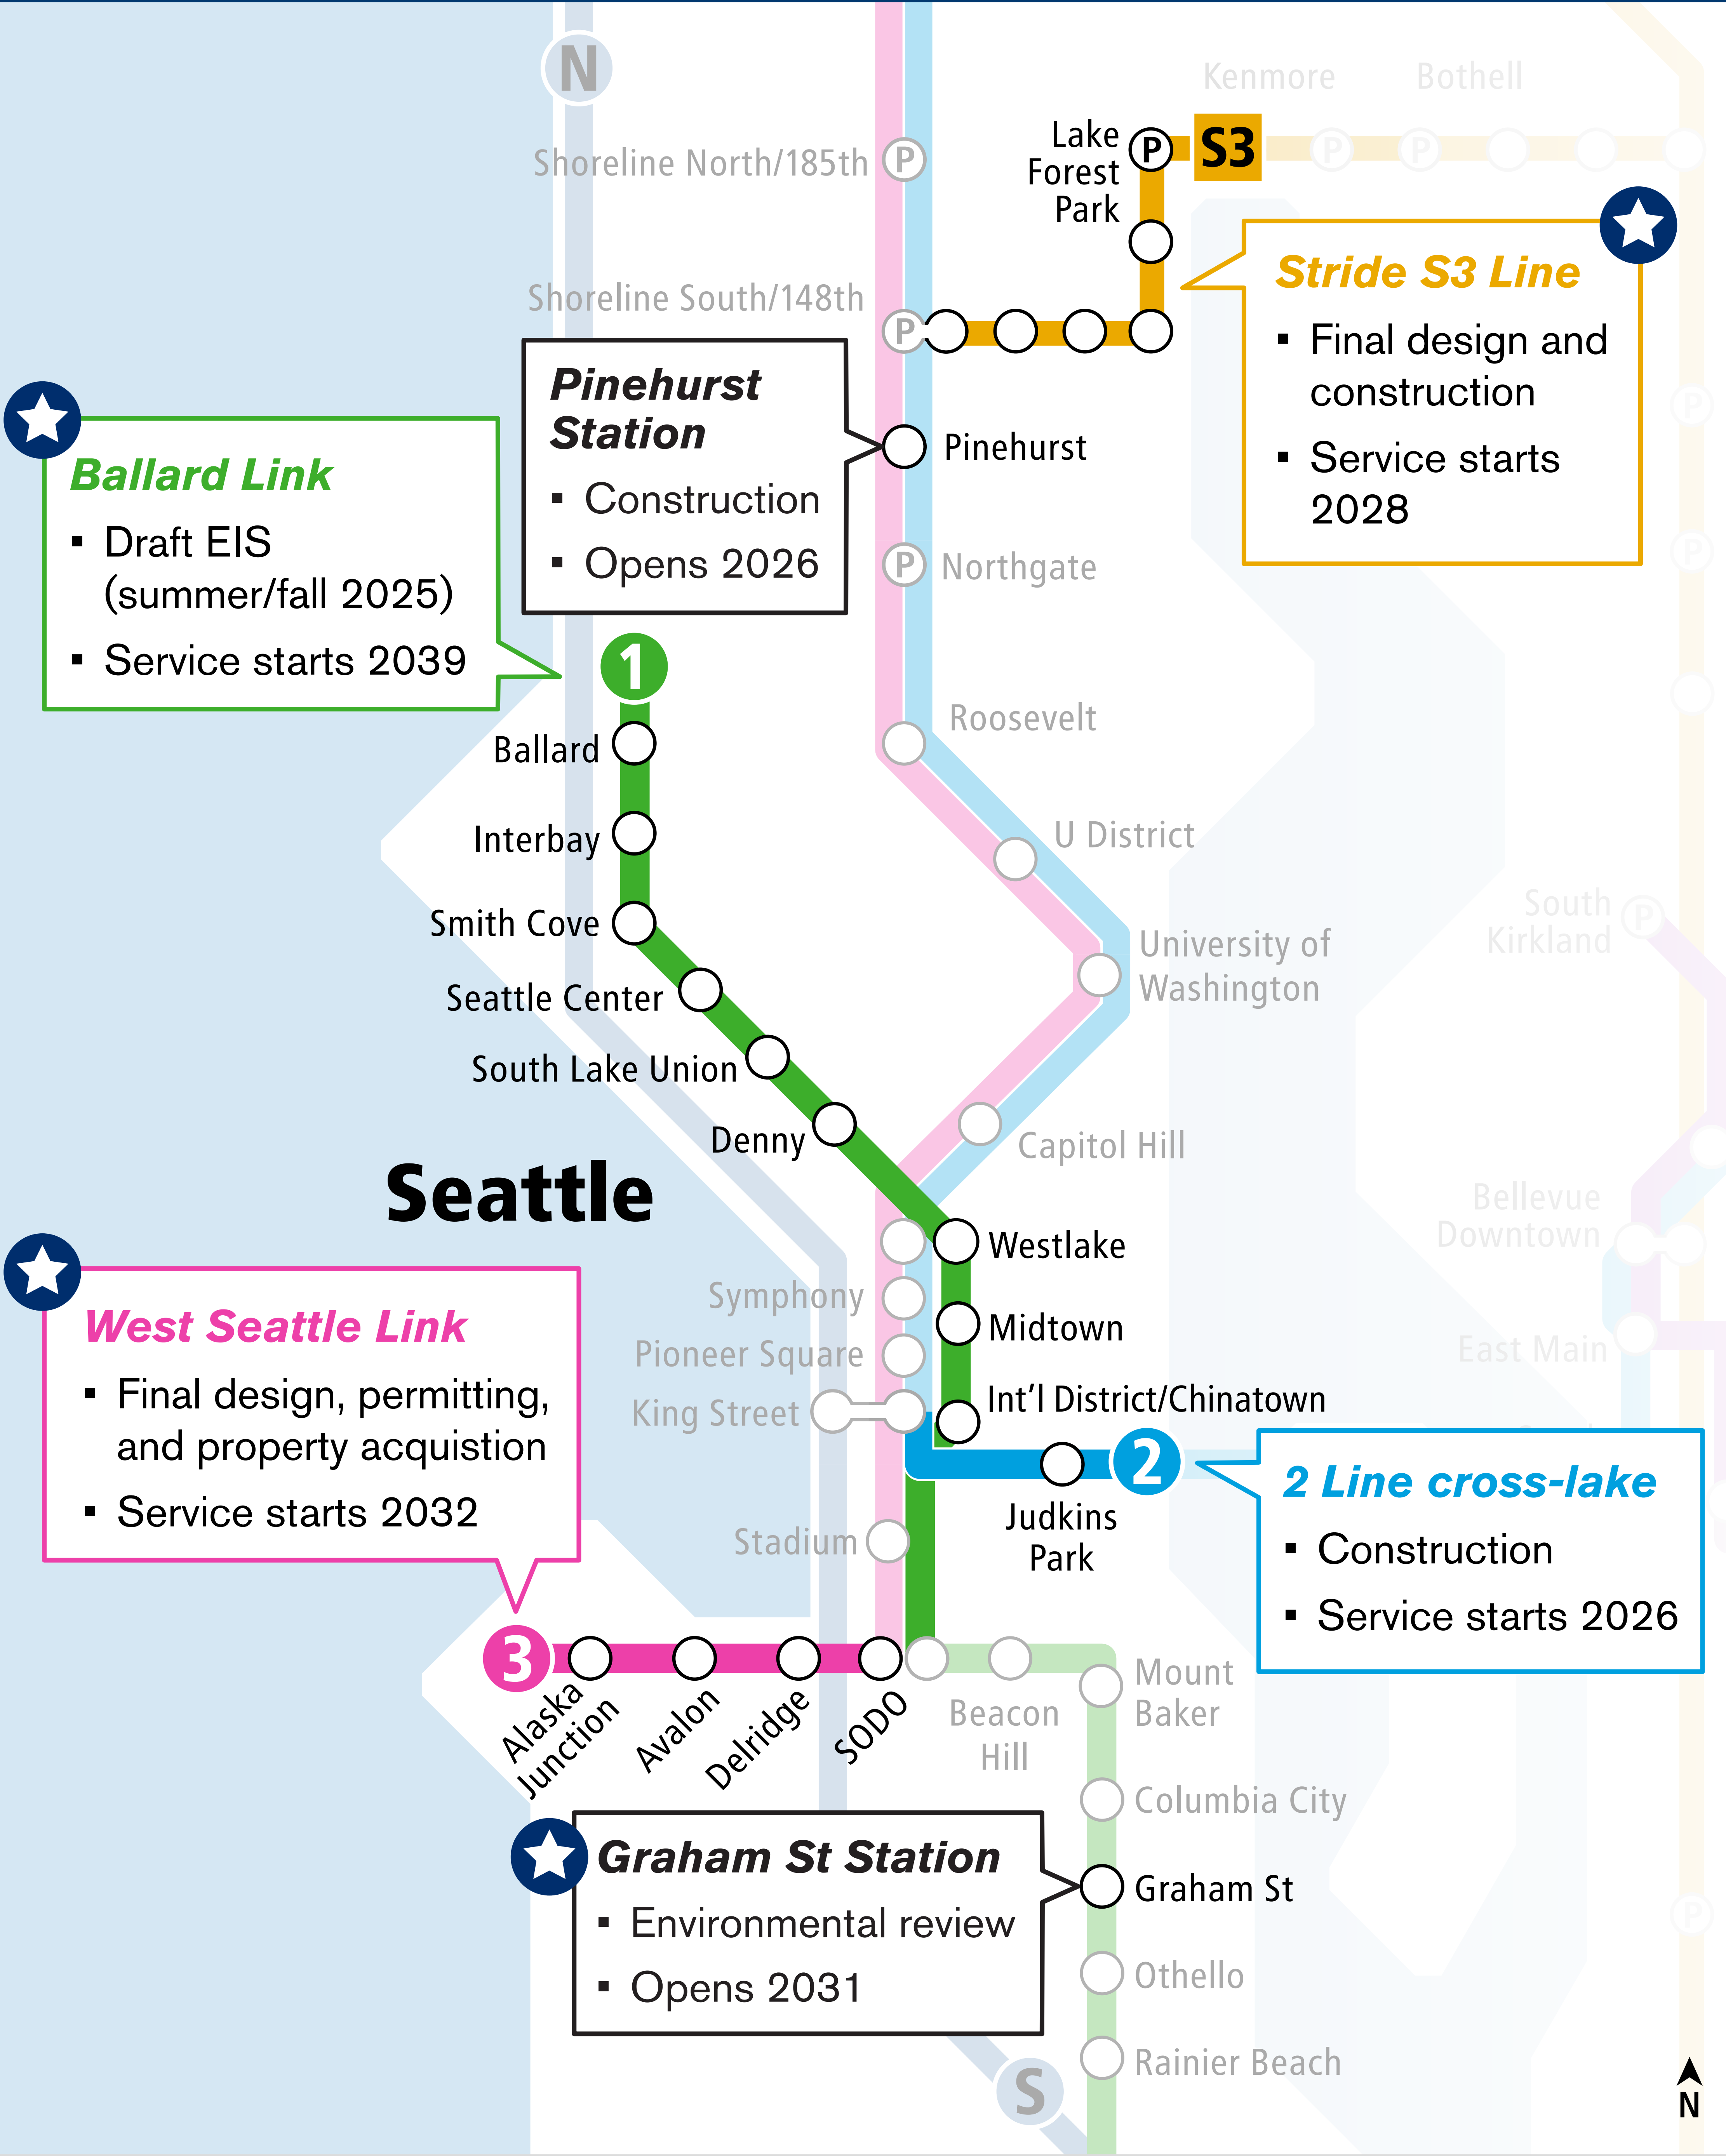 N
Kenmore
Bothell
Shoreline North/185th
P
Lake
Forest
Park
P
S3
P
P
Stride S3 Line
▪ Final design and
construction
▪ Service starts
2028
Shoreline South/148th
P
Pinehurst
Station
▪ Construction
▪ Opens 2026
Pinehurst
P
Ballard Link
▪ Draft EIS
(summer/fall 2025)
▪ Service starts 2039
P
Northgate
P
1
Roosevelt
Ballard
U District
Interbay
Smith Cove
University of
Washington
South
Kirkland
P
Seattle Center
South Lake Union
Denny
Capitol Hill
Seattle
Westlake
Bellevue
Downtown
Symphony
Midtown
Pioneer Square
East Main
King Street
Int'l District/Chinatown
West Seattle Link
▪ Final design, permitting,
and property acquistion
▪ Service starts 2032
2
Judkins
Park
2 Line cross-lake
▪ Construction
▪ Service starts 2026
Stadium
3
Alaska
Junction
Avalon
Delridge
SODO
Beacon
Hill
Mount
Baker
Columbia City
Graham St Station
▪ Environmental review
▪ Opens 2031
Graham St
P
Othello
Rainier Beach
S
N